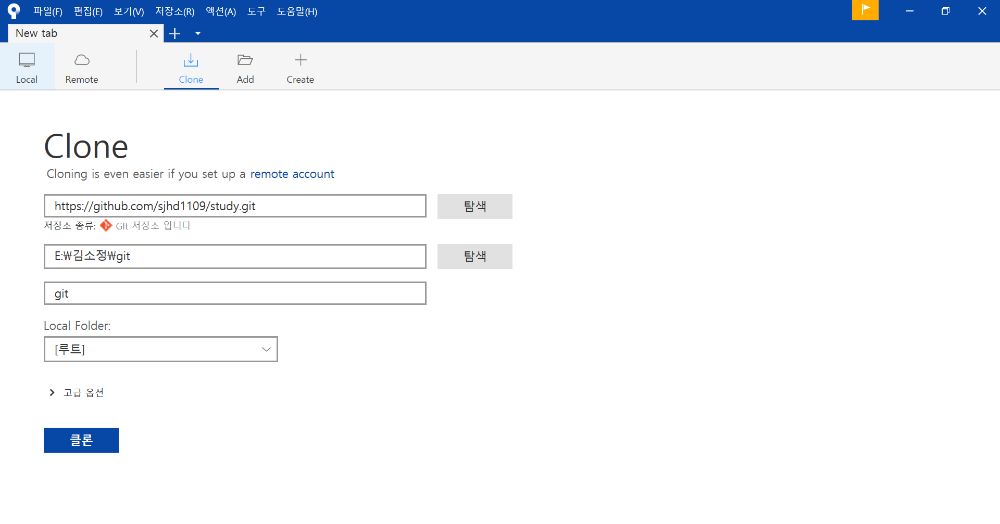 파일(F) 편집(E) 보기(V) 저장소(R) 액션(A) 도구 도움말(H)
New tab
Local Remote Clone Add Create
Clone
Cloning is even easier if you set up a remote account
https://github.com/sjhd1109/study.git 탐색
저장소 종류: GIt 저장소 입니다
E:₩김소정₩git 탐색
git
Local Folder:
[루트]
고급 옵션
클론